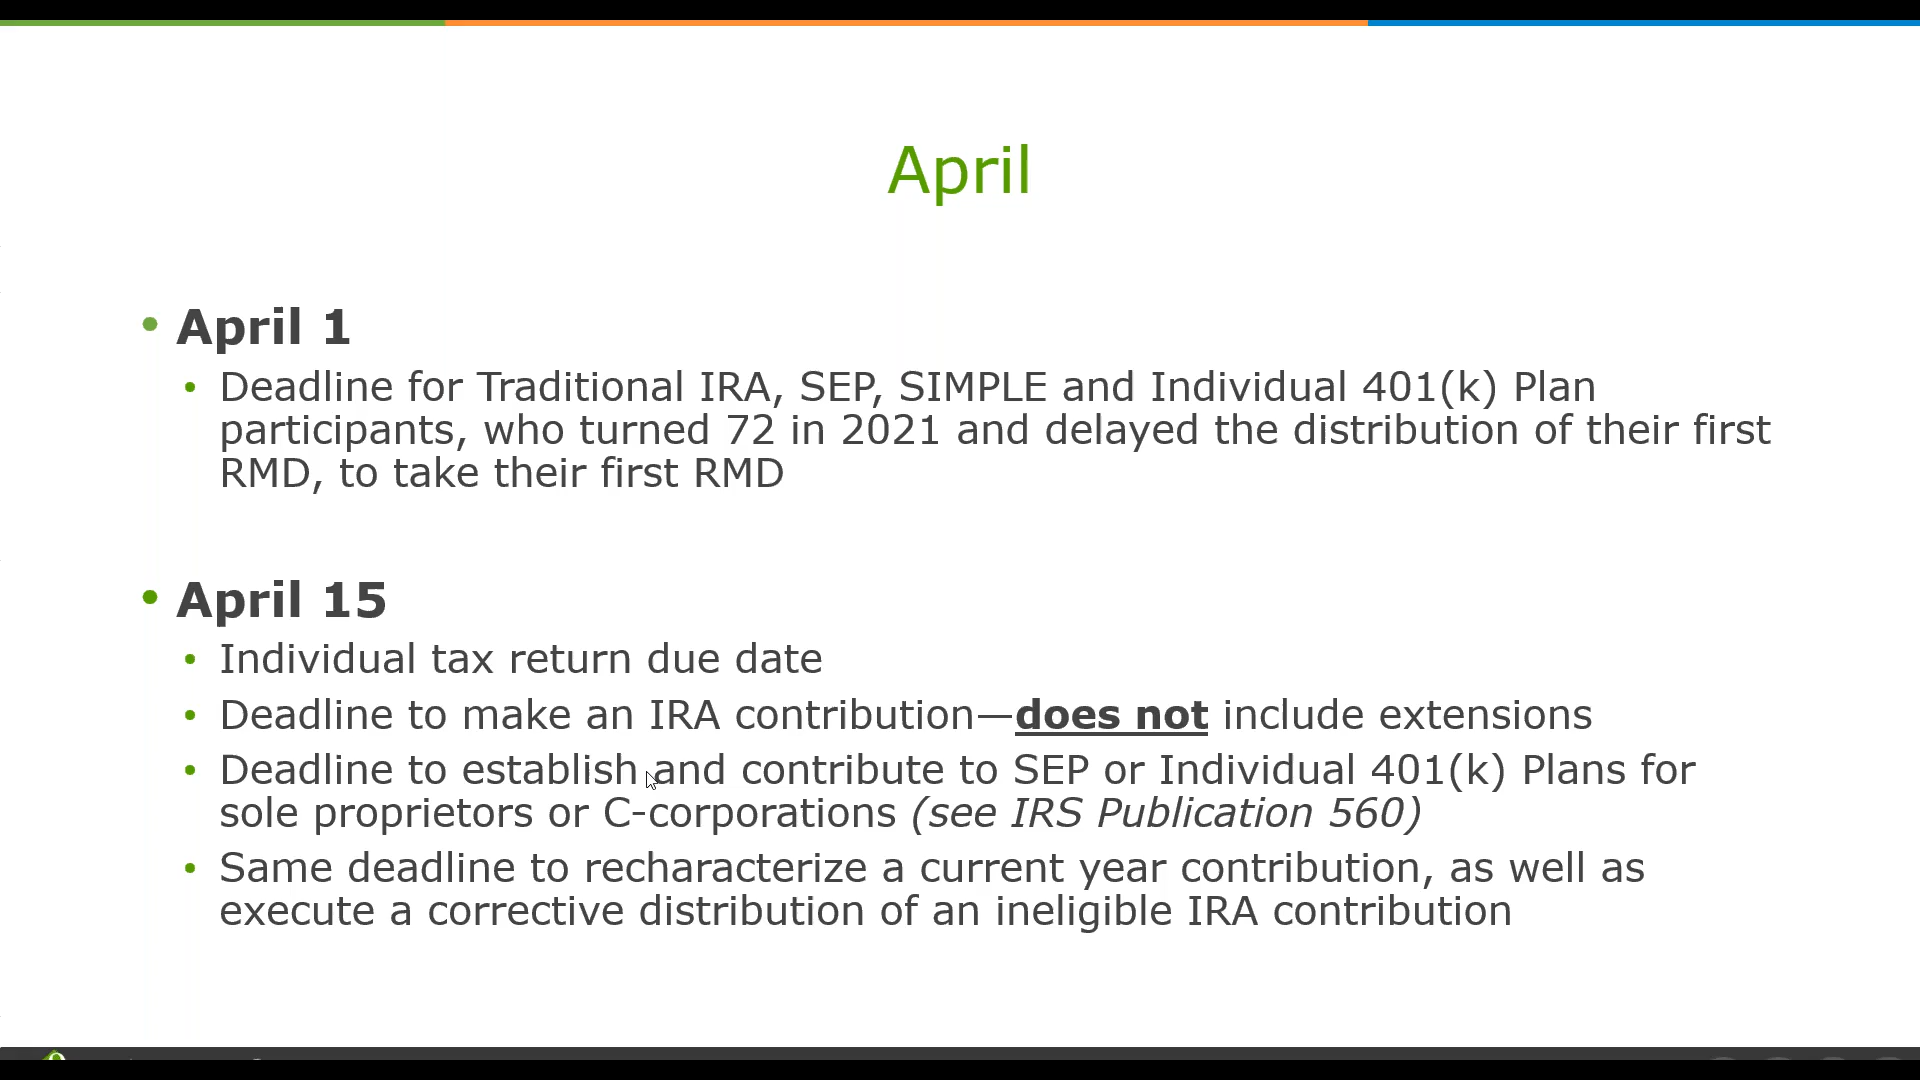 April
• April 1
• Deadline for Traditional IRA, SEP, SIMPLE and Individual 401(k) Plan
participants, who turned 72 in 2021 and delayed the distribution of their first
RMD, to take their first RMD
• April 15
• Individual tax return due date
• Deadline to make an IRA contribution—does not include extensions
• Deadline to establish and contribute to SEP or Individual 401(k) Plans for
sole proprietors or C-corporations (see IRS Publication 560)
• Same deadline to recharacterize a current year contribution, as well as
execute a corrective distribution of an ineligible IRA contribution